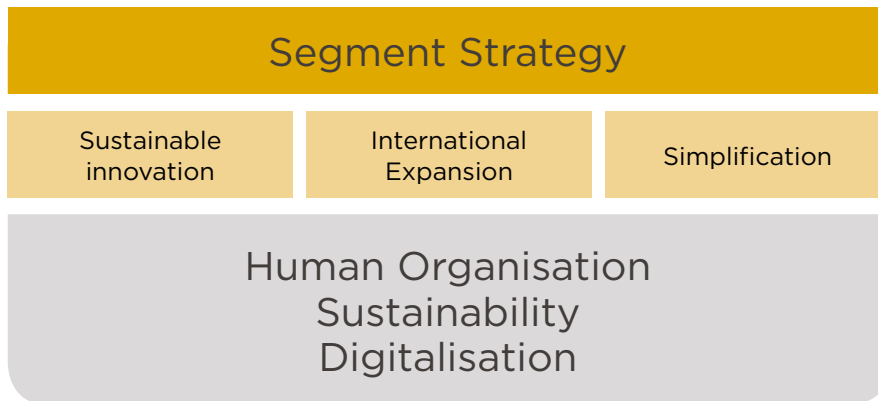 Segment Strategy
Sustainable
innovation
International
Expansion
Simplification
Human Organisation
Sustainability
Digitalisation